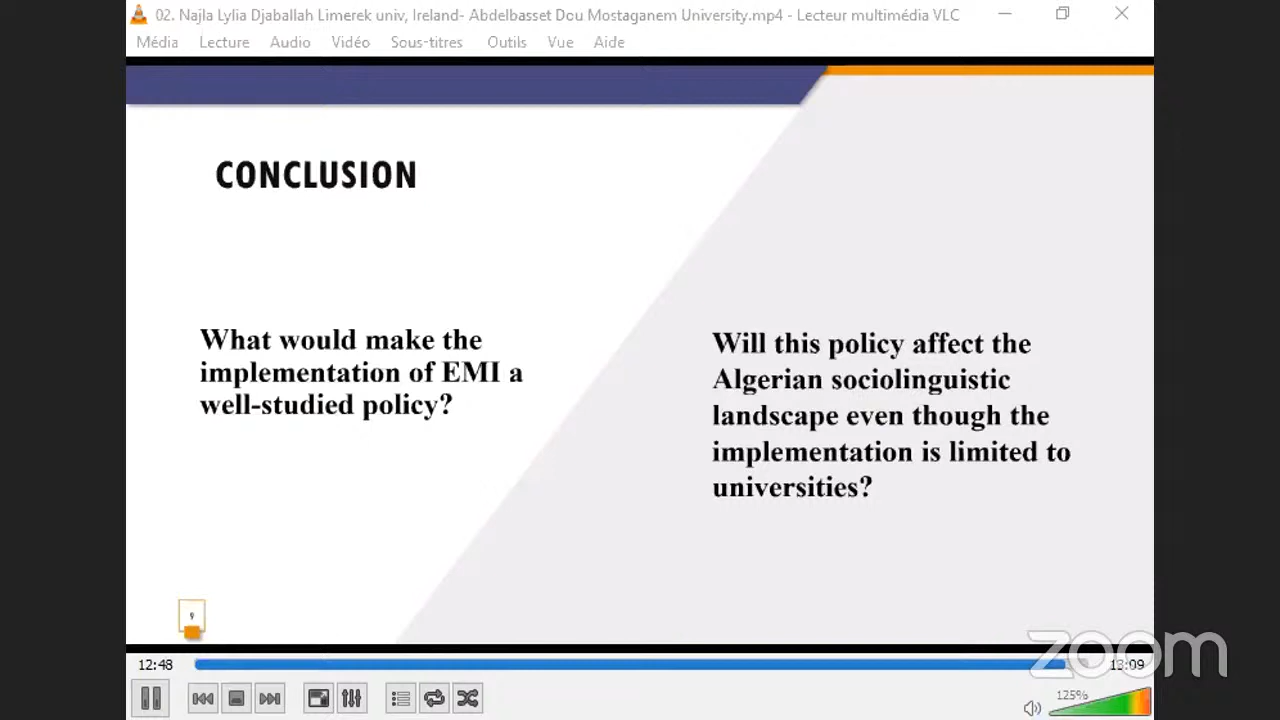 02. Najla Lylia Djaballah Limerek univ, Ireland- Abdelbasset Dou Mostaganem University.mp4 - Lecteur multimédia VLC
Média Lecture Audio Vidéo Sous-titres Outils Vue Aide
CONCLUSION
What would make the
implementation of EMI a
well-studied policy?
Will this policy affect the
Algerian sociolinguistic
landscape even though the
implementation is limited to
universities?
9
zoom
12:48
13:09
125%